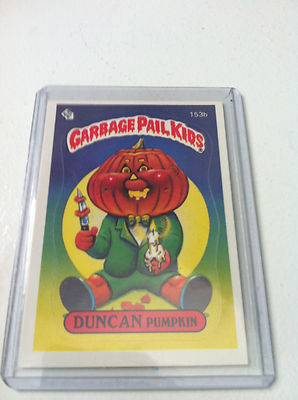 153b
GARBAGE PAIL KIDS
DUNCAN PUMPKIN